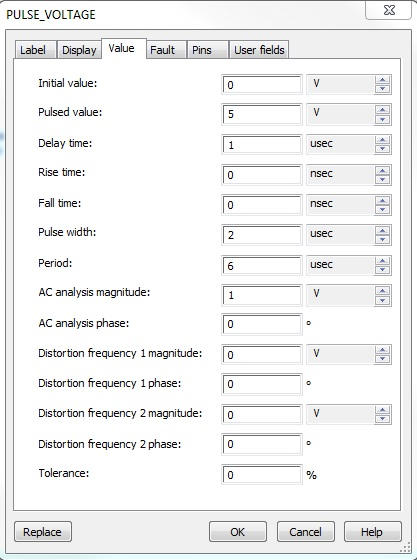 PULSE_VOLTAGE
Label Display Value Fault Pins User fields
Initial value: 0 V
Pulsed value: 5 V
Delay time: 1 usec
Rise time: 0 nsec
Fall time: 0 nsec
Pulse width: 2 usec
Period: 6 usec
AC analysis magnitude: 1 V
AC analysis phase: 0 °
Distortion frequency 1 magnitude: 0 V
Distortion frequency 1 phase: 0 °
Distortion frequency 2 magnitude: 0 V
Distortion frequency 2 phase: 0 °
Tolerance: 0 %
Replace OK Cancel Help